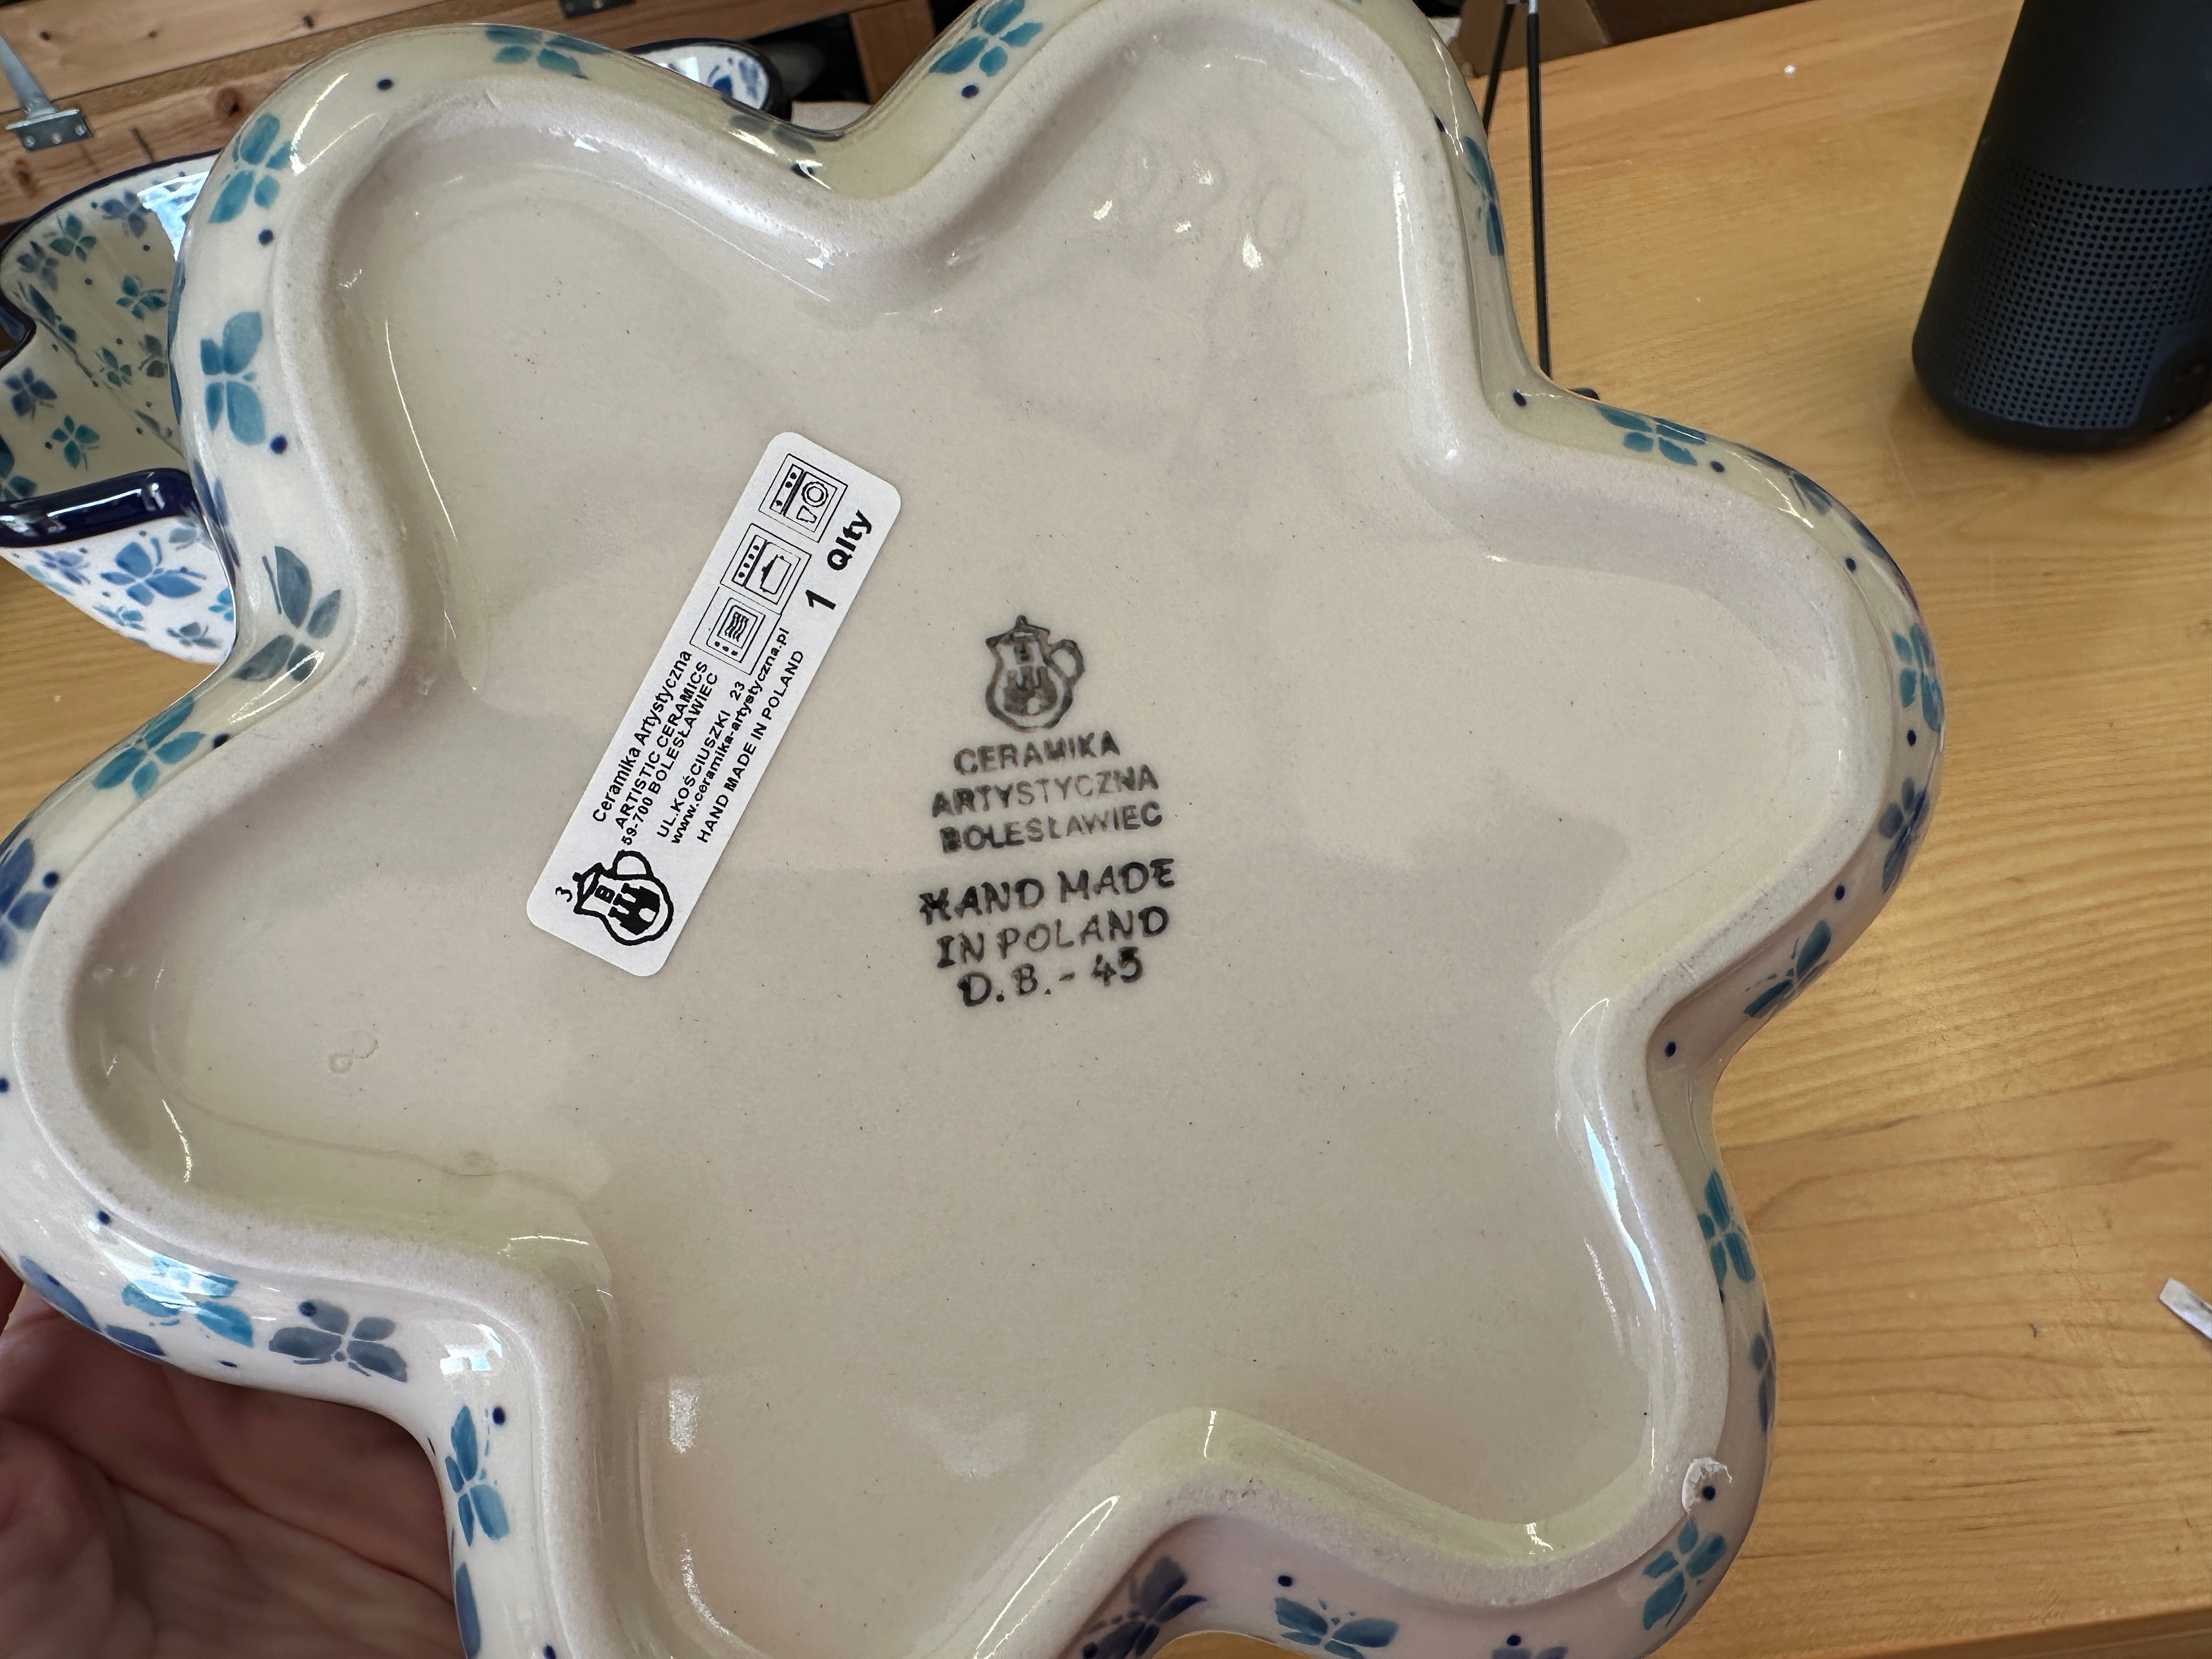 Ceramika Artystyczna
ARTISTIC CERAMICS
59-700 BOLESŁAWIEC
UL.KOŚCIUSZKI 23
www.ceramika-artystyczna.pl
HAND MADE IN POLAND
1 Qlty
3
B
B
CERAMIKA
ARTYSTYCZNA
BOLESŁAWIEC
HAND MADE
IN POLAND
D.B.-45